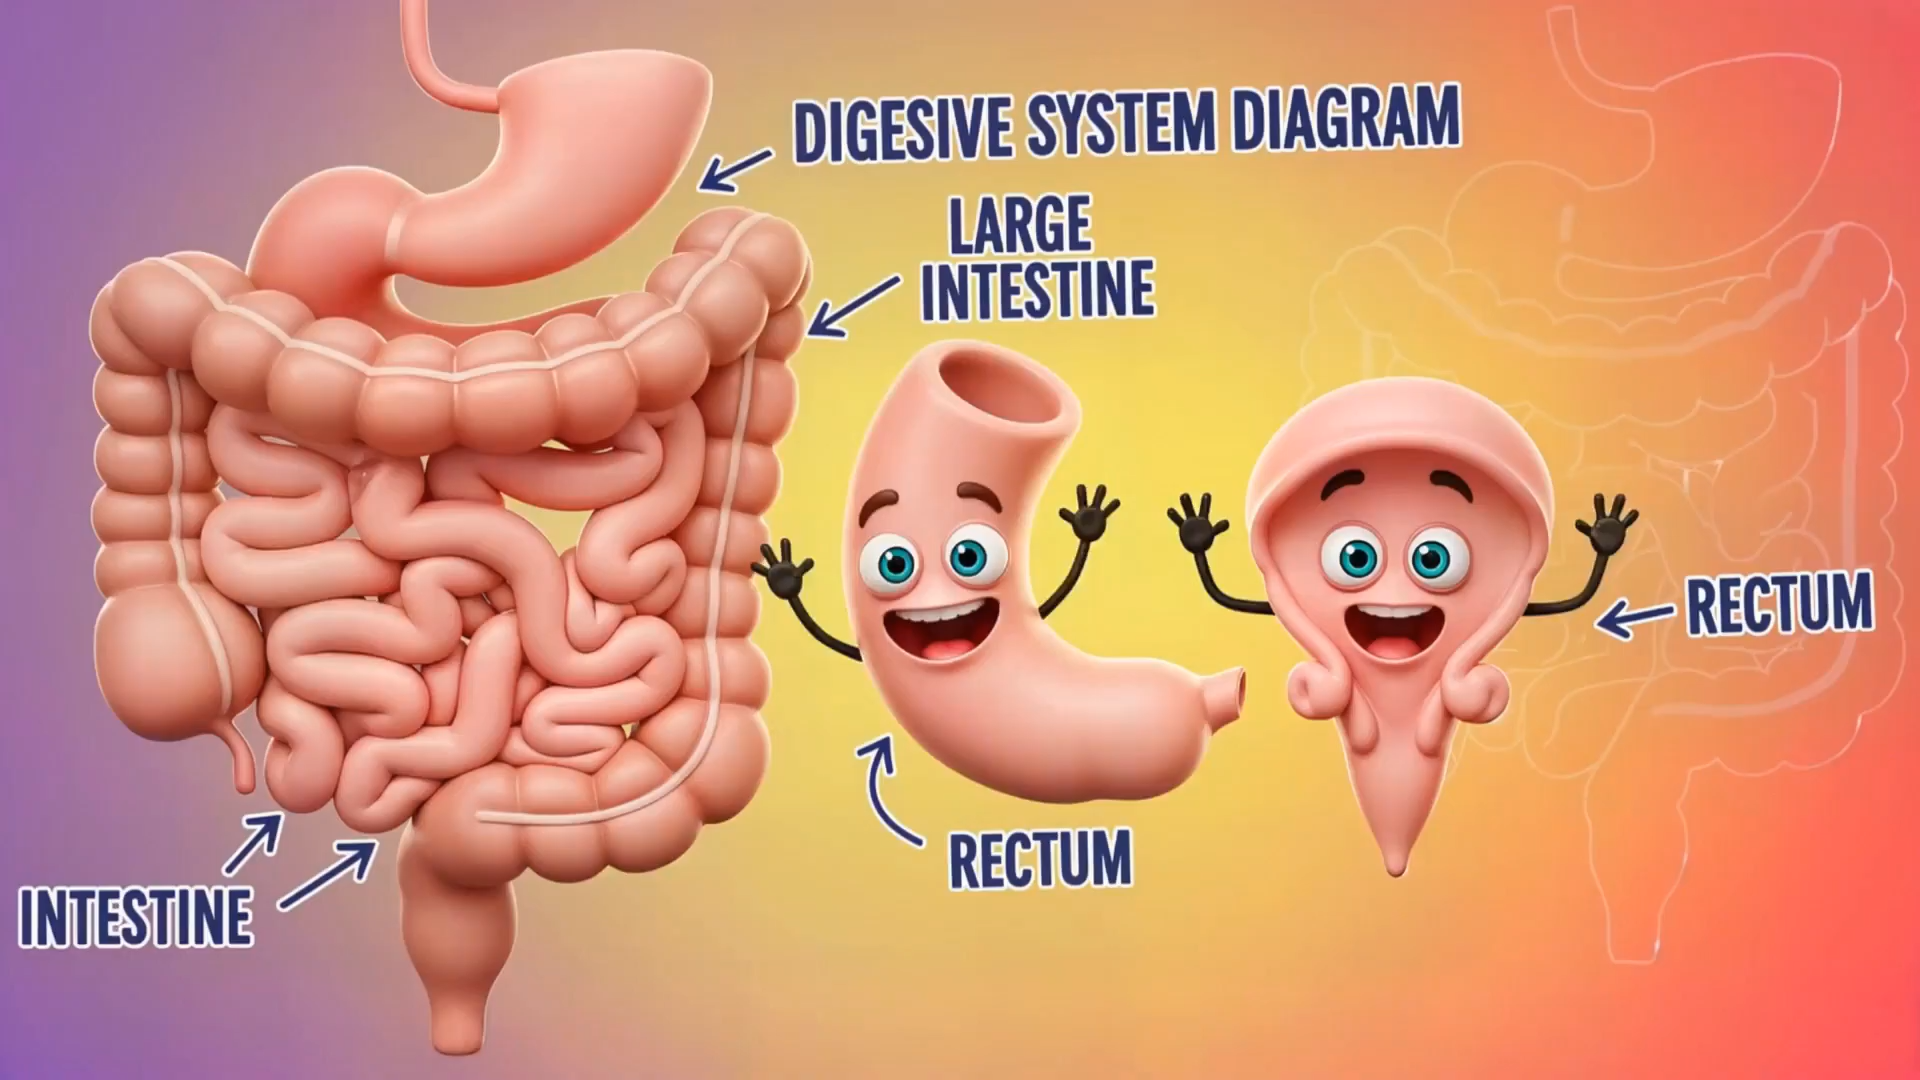 DIGESIVE SYSTEM DIAGRAM
LARGE
INTESTINE
RECTUM
RECTUM
INTESTINE